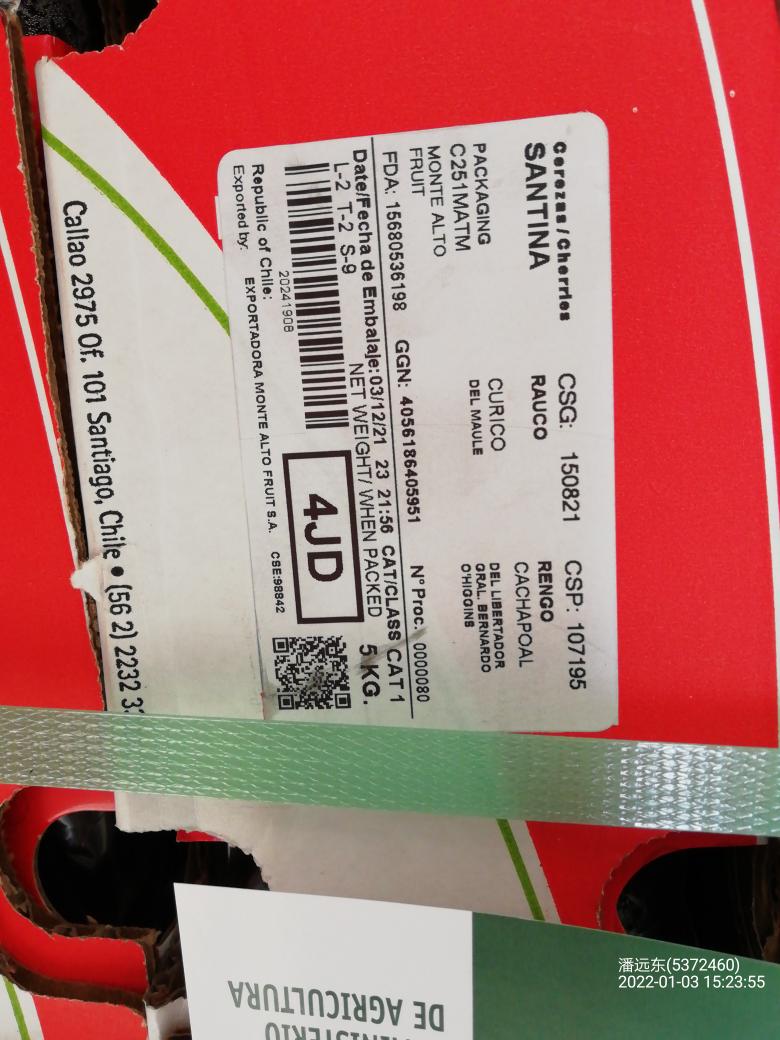 Cerezas / Cherries
SANTINA
CSG: 150821
RAUCO
CSP: 107195
RENGO
PACKAGING
C251MATM
MONTE ALTO
FRUIT
CURICO
DEL MAULE
CACHAPOAL
DEL LIBERTADOR
GRAL. BERNARDO
O'HIGGINS
FDA: 15680536198 GGN: 4056186405951 N° Proc. 0000080
Date/Fecha de Embalaje: 03/12/21 23 21:56 CAT/CLASS CAT 1
L-2 T-2 S-9 NET WEIGHT/ WHEN PACKED 5 KG.
20241908
4JD
Republic of Chile:
Exported by: EXPORTADORA MONTE ALTO FRUIT S.A. CSE:98842
Callao 2975 Of. 101 Santiago, Chile • (56 2) 2232 3
DE AGRICULTURA
潘远东(5372460)
2022-01-03 15:23:55